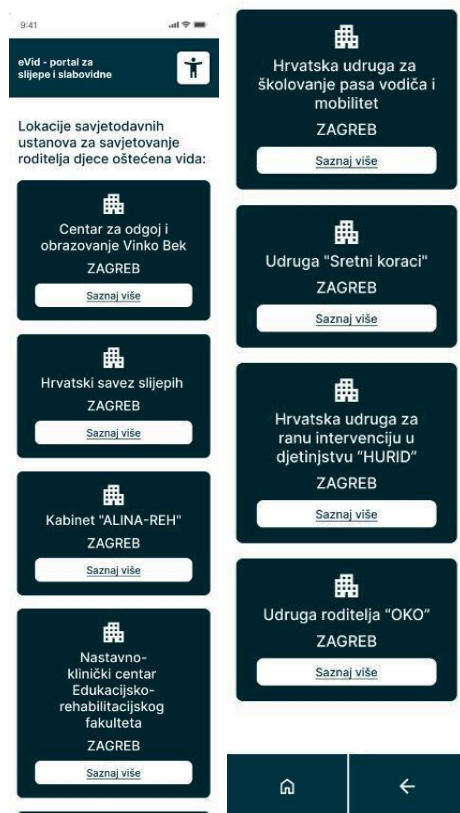 9:41
eVid - portal za
slijepe i slabovidne
Lokacije savjetodavnih
ustanova za savjetovanje
roditelja djece oštećena vida:
Centar za odgoj i
obrazovanje Vinko Bek
ZAGREB
Saznaj više
Hrvatski savez slijepih
ZAGREB
Saznaj više
Kabinet "ALINA-REH"
ZAGREB
Saznaj više
Nastavno-
klinički centar
Edukacijsko-
rehabilitacijskog
fakulteta
ZAGREB
Saznaj više
Hrvatska udruga za
školovanje pasa vodiča i
mobilitet
ZAGREB
Saznaj više
Udruga "Sretni koraci"
ZAGREB
Saznaj više
Hrvatska udruga za
ranu intervenciju u
djetinjstvu “HURID”
ZAGREB
Saznaj više
Udruga roditelja “OKO”
ZAGREB
Saznaj više